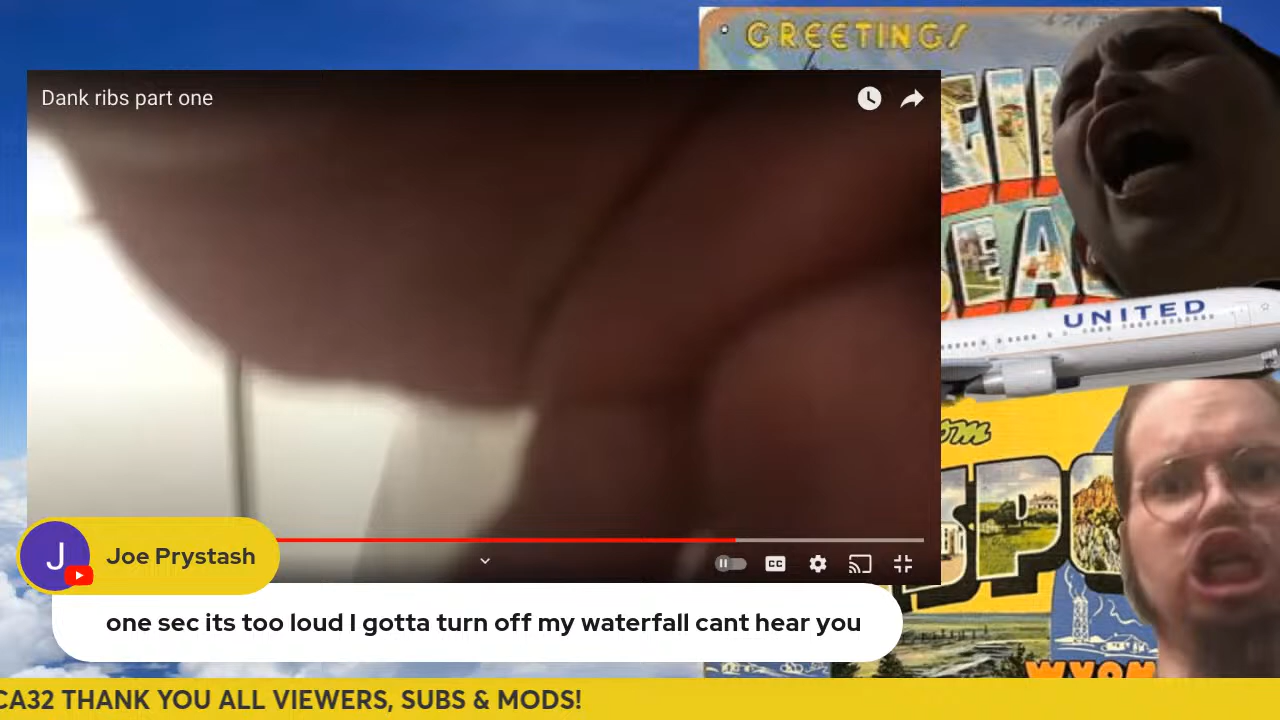 GREETINGS
Dank ribs part one
UNITED
CC
J
Joe Prystash
one sec its too loud I gotta turn off my waterfall cant hear you
CA32 THANK YOU ALL VIEWERS, SUBS & MODS!